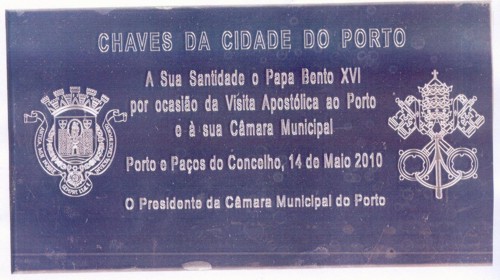 CHAVES DA CIDADE DO PORTO
A Sua Santidade o Papa Bento XVI
por ocasião da Visita Apostólica ao Porto
e à sua Câmara Municipal
Porto e Paços do Concelho, 14 de Maio 2010
O Presidente da Câmara Municipal do Porto